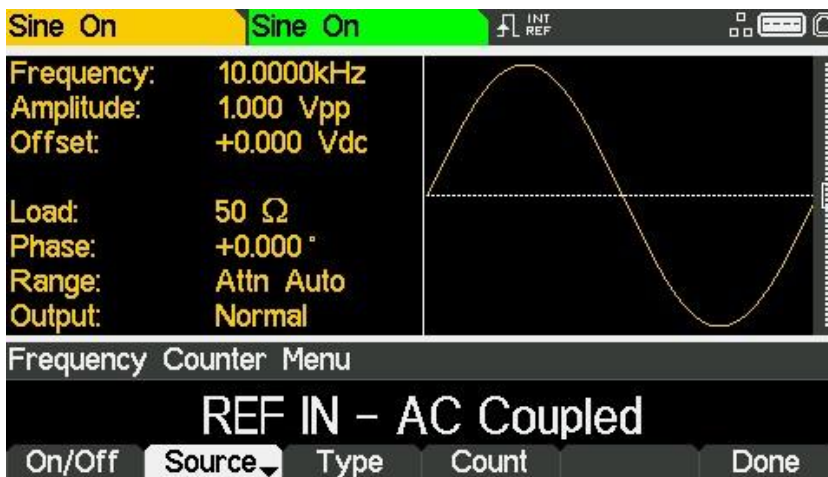 Sine On Sine On INT REF
Frequency: 10.0000kHz
Amplitude: 1.000 Vpp
Offset: +0.000 Vdc
Load: 50 Ω
Phase: +0.000 °
Range: Attn Auto
Output: Normal
Frequency Counter Menu
REF IN – AC Coupled
On/Off Source Type Count Done